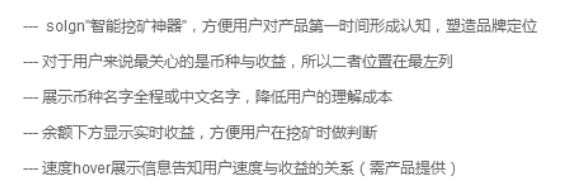 --- solgn"智能挖矿神器"，方便用户对产品第一时间形成认知，塑造品牌定位
--- 对于用户来说最关心的是币种与收益，所以二者位置在最左列
--- 展示币种名字全程或中文名字，降低用户的理解成本
--- 余额下方显示实时收益，方便用户在挖矿时做判断
--- 速度hover展示信息告知用户速度与收益的关系（需产品提供）